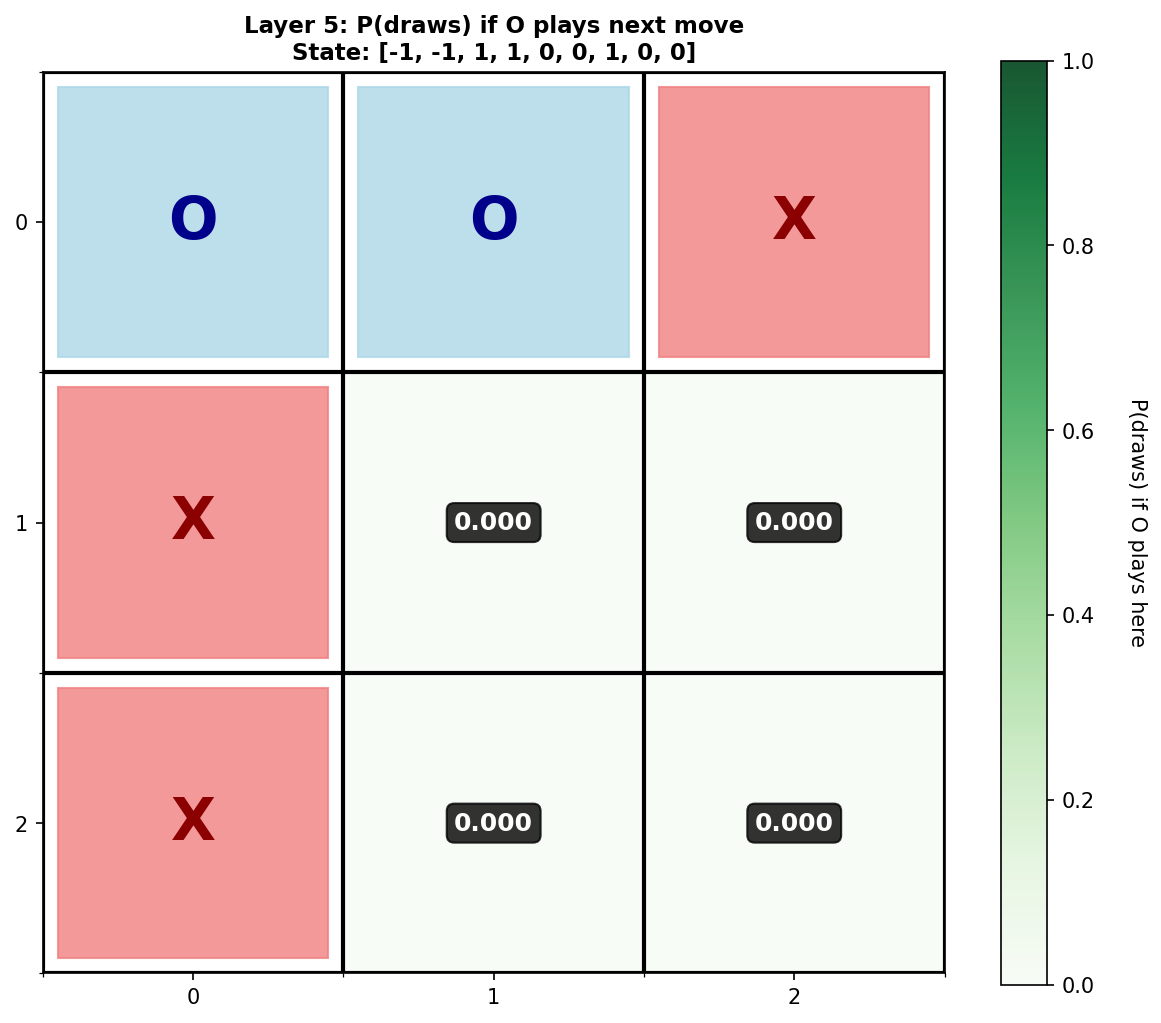 Layer 5: P(draws) if O plays next move
State: [-1, -1, 1, 1, 0, 0, 1, 0, 0]
O
O
X
X
0.000
0.000
X
0.000
0.000
0
1
2
0
1
2
1.0
0.8
0.6
0.4
0.2
0.0
P(draws) if O plays here